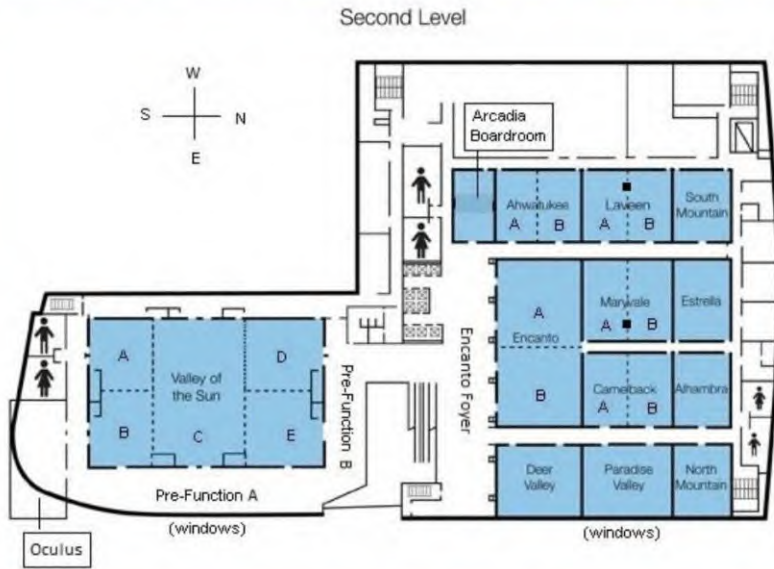 Second Level
W
S N
E
Arcadia
Boardroom
Ahwatukee
A B
Laveen
A B
South
Mountain
A
Encanto
B
Maryvale
A B
Estrella
Camelback
A B
Alhambra
Encanto Foyer
A
B
Valley of
the Sun
C
D
E
Pre-Function B
Pre-Function A
(windows)
Oculus
Deer
Valley
Paradise
Valley
North
Mountain
(windows)